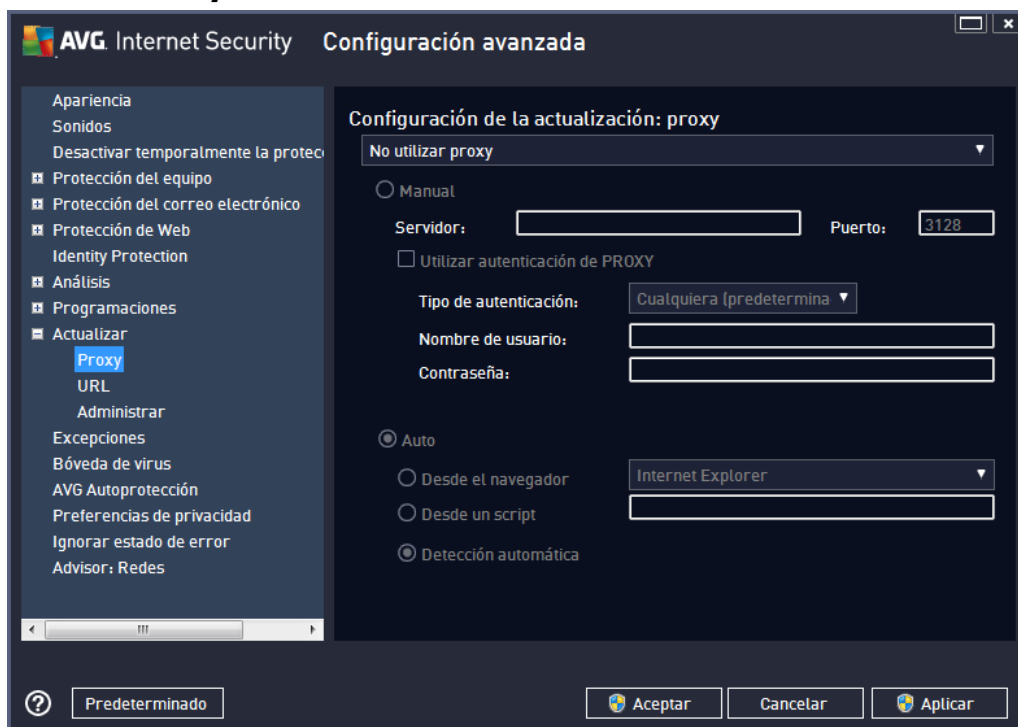 AVG. Internet Security Configuración avanzada
Apariencia
Sonidos
Desactivar temporalmente la protec
Protección del equipo
Protección del correo electrónico
Protección de Web
Identity Protection
Análisis
Programaciones
Actualizar
Proxy
URL
Administrar
Excepciones
Bóveda de virus
AVG Autoprotección
Preferencias de privacidad
Ignorar estado de error
Advisor: Redes
Configuración de la actualización: proxy
No utilizar proxy
Manual
Servidor: Puerto: 3128
Utilizar autenticación de PROXY
Tipo de autenticación: Cualquiera (predetermina
Nombre de usuario:
Contraseña:
Auto
Desde el navegador Internet Explorer
Desde un script
Detección automática
? Predeterminado Aceptar Cancelar Aplicar